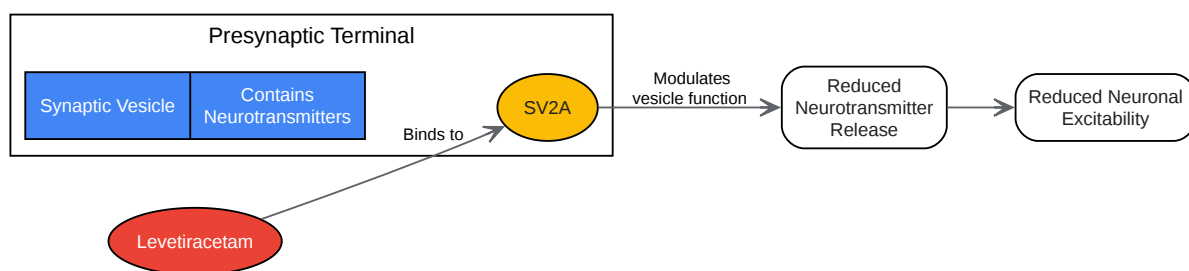 Presynaptic Terminal
Synaptic Vesicle
Contains
Neurotransmitters
SV2A
Binds to
Levetiracetam
Modulates
vesicle function
Reduced
Neurotransmitter
Release
Reduced Neuronal
Excitability